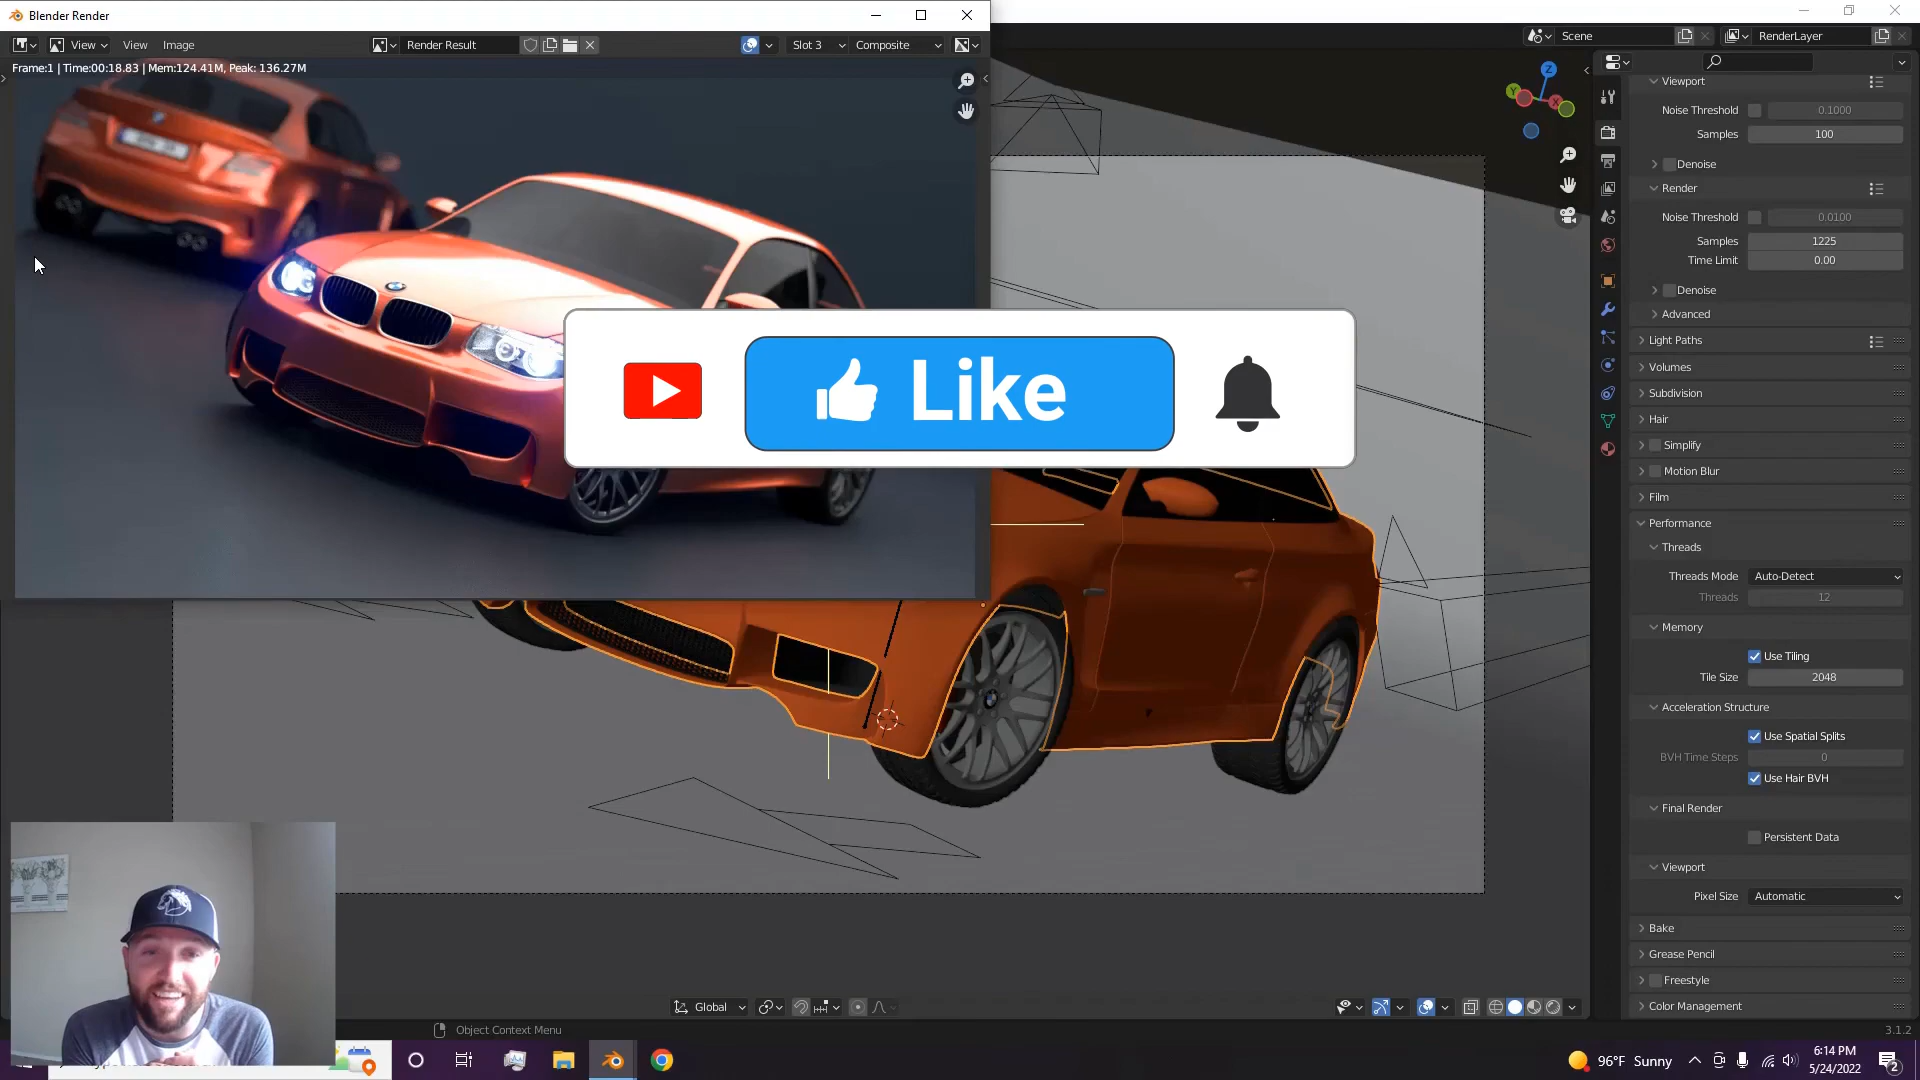 Blender Render
View View Image Render Result Slot 3 Composite
Scene RenderLayer
Frame:1 | Time:00:18.83 | Mem:124.41M, Peak: 136.27M
Z
Y
X
Viewport
Noise Threshold 0.1000
Samples 100
Denoise
Render
Noise Threshold 0.0100
Samples 1225
Time Limit 0.00
Denoise
Advanced
Light Paths
Volumes
Subdivision
Hair
Simplify
Motion Blur
Film
Performance
Threads
Threads Mode Auto-Detect
Threads 12
Memory
Use Tiling
Tile Size 2048
Acceleration Structure
Use Spatial Splits
BVH Time Steps 0
Use Hair BVH
Final Render
Persistent Data
Viewport
Pixel Size Automatic
Bake
Grease Pencil
Freestyle
Color Management
Like
Global
Object Context Menu
3.1.2
96°F Sunny
6:14 PM
5/24/2022
2